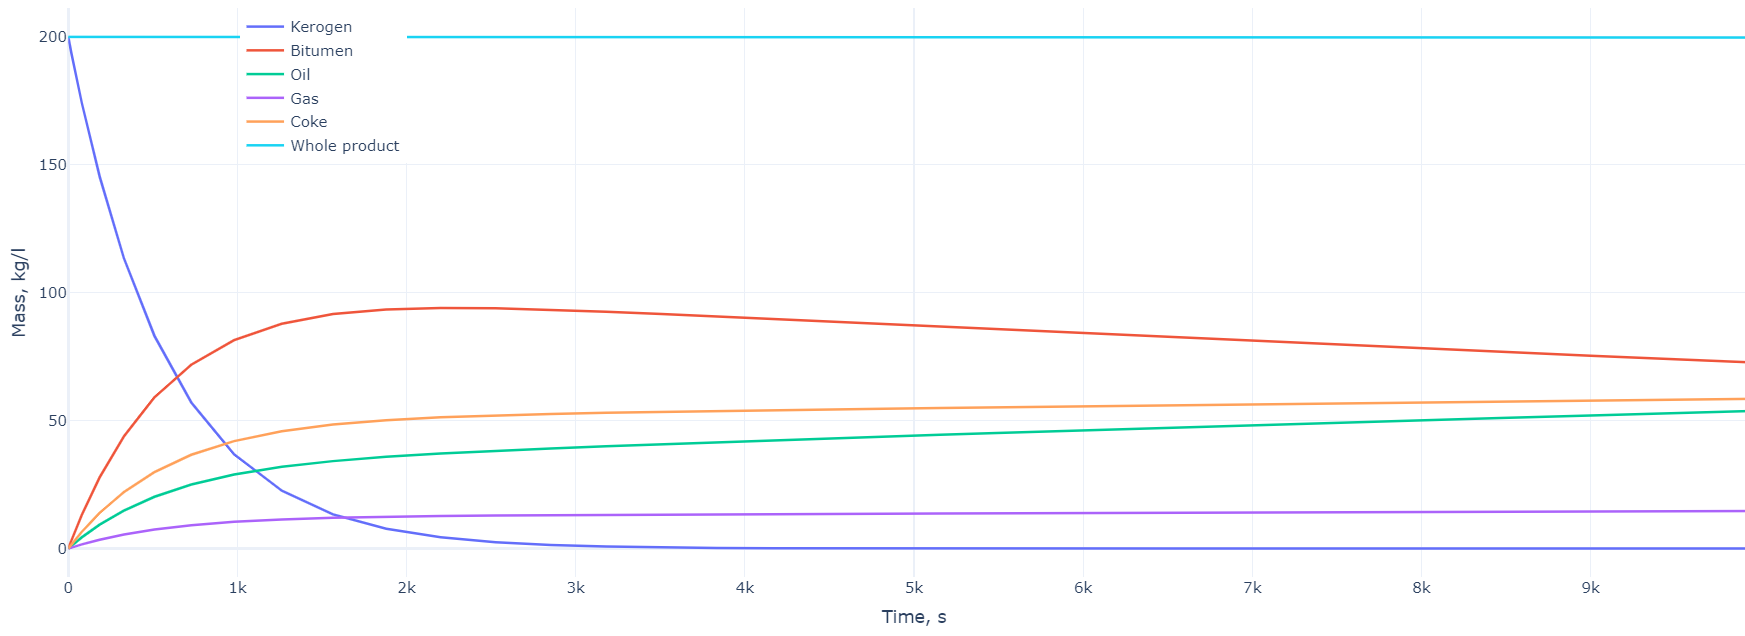 Kerogen
Bitumen
Oil
Gas
Coke
Whole product
200
150
100
50
0
Mass, kg/l
0 1k 2k 3k 4k 5k 6k 7k 8k 9k
Time, s